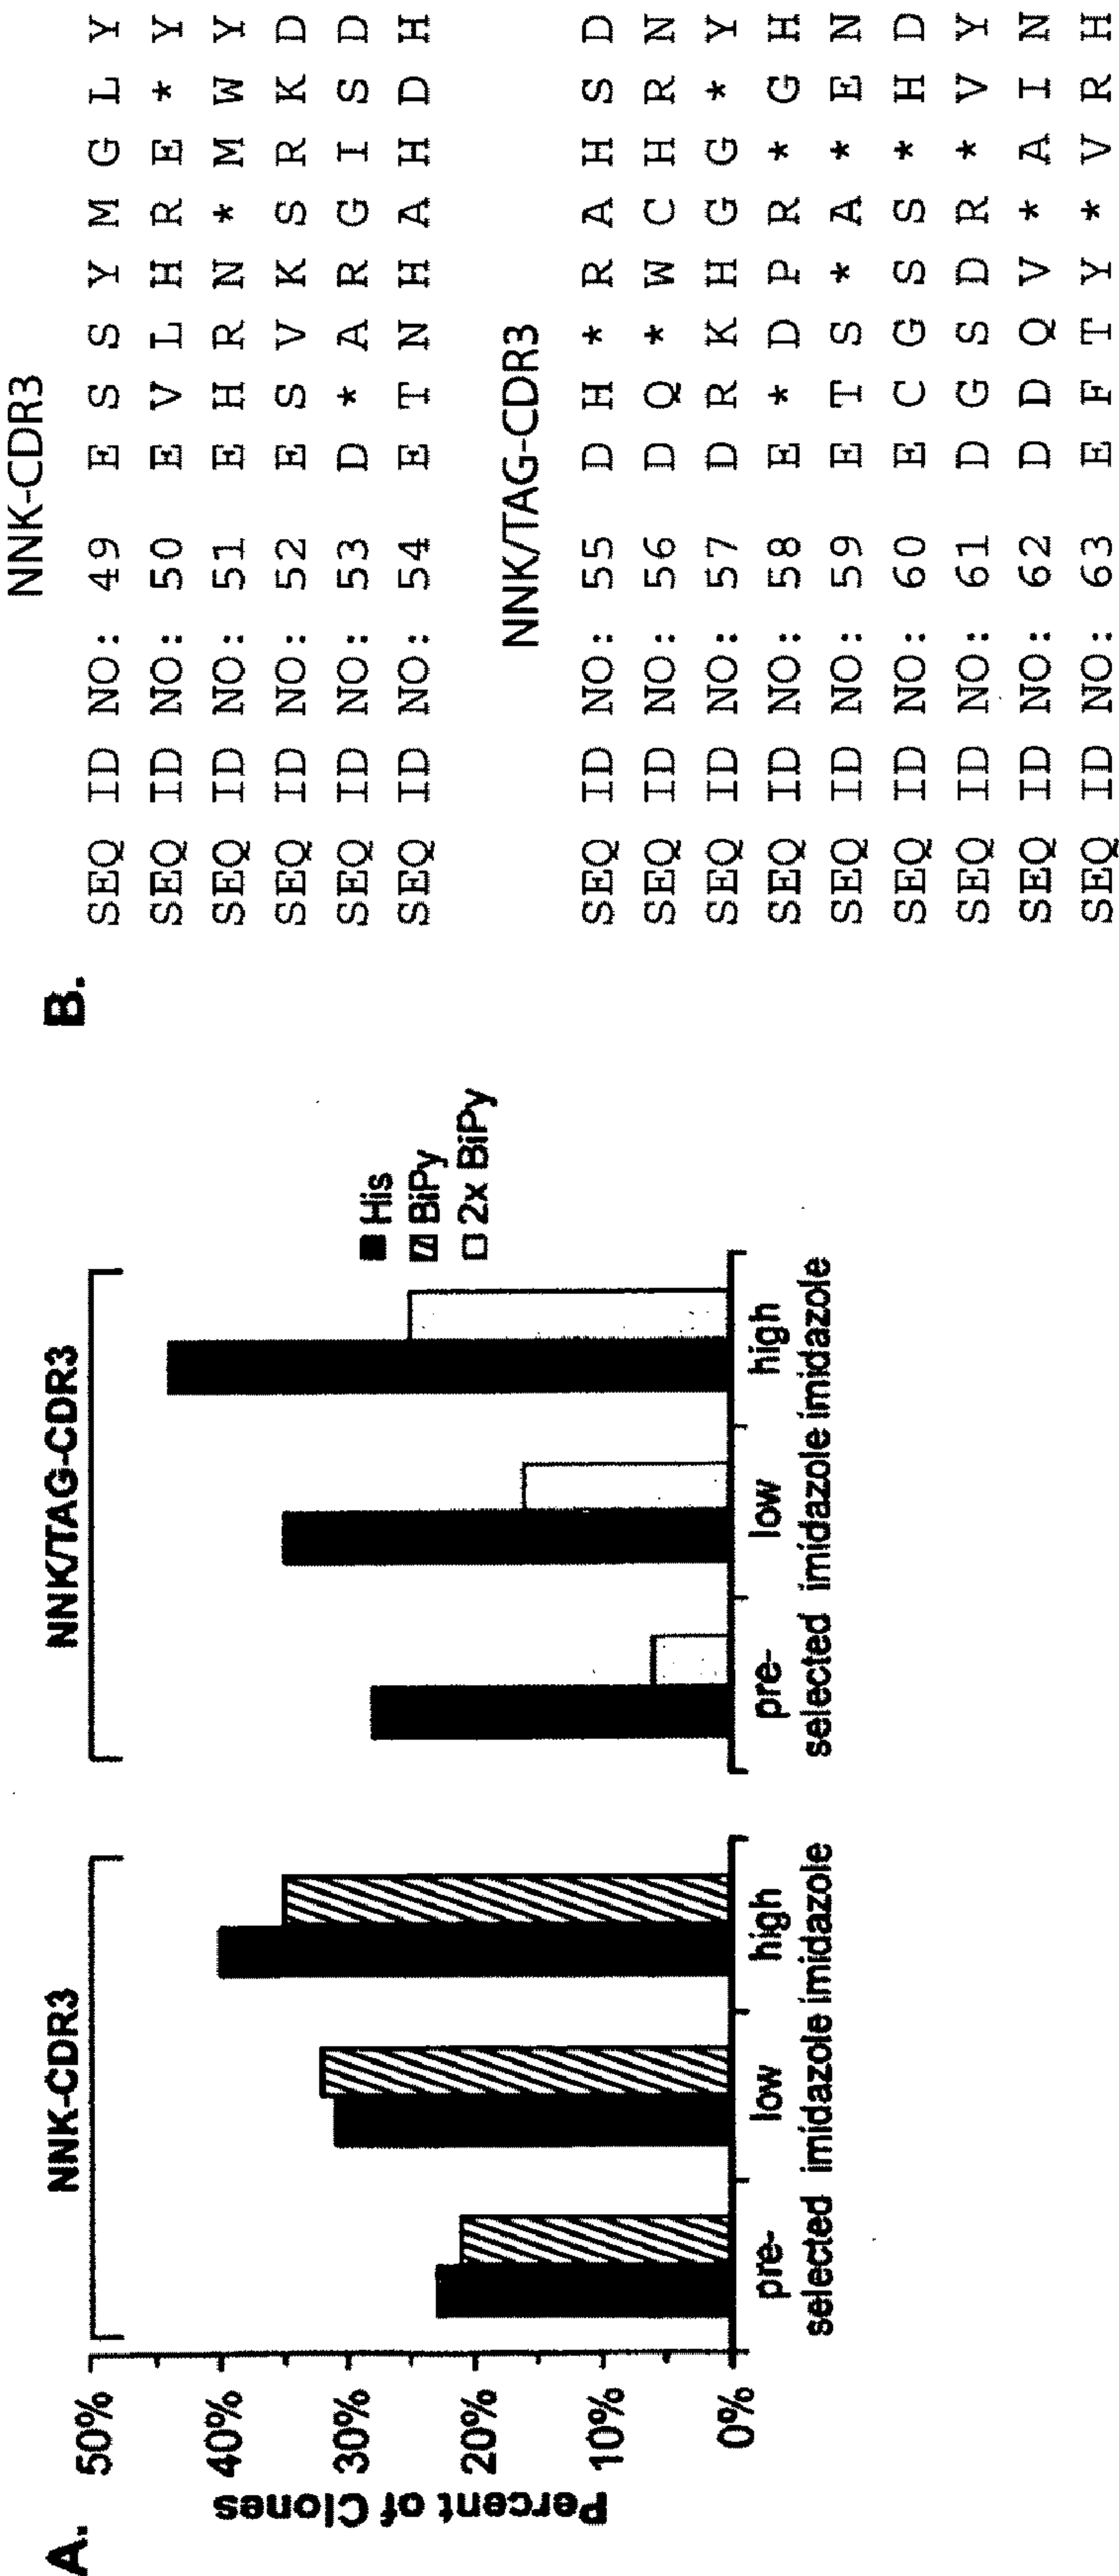 A.
Percent of Clones
50%
40%
30%
20%
10%
0%
NNK-CDR3
pre-selected
low imidazole
high imidazole
NNK/TAG-CDR3
pre-selected
low imidazole
high imidazole
His
BiPy
2x BiPy
B.
NNK-CDR3
SEQ ID NO: 49 E S S Y M G L Y
SEQ ID NO: 50 E V L H R E * Y
SEQ ID NO: 51 E H R N * M W Y
SEQ ID NO: 52 E S V K S R K D
SEQ ID NO: 53 D * A R G I S D
SEQ ID NO: 54 E T N H A H D H
NNK/TAG-CDR3
SEQ ID NO: 55 D H * R A H S D
SEQ ID NO: 56 D Q * W C H R N
SEQ ID NO: 57 D R K H G G * Y
SEQ ID NO: 58 E * D P R * G H
SEQ ID NO: 59 E T S * A * E N
SEQ ID NO: 60 E C G S S * H D
SEQ ID NO: 61 D G S D R * V Y
SEQ ID NO: 62 D D Q V * A I N
SEQ ID NO: 63 E F T Y * V R H